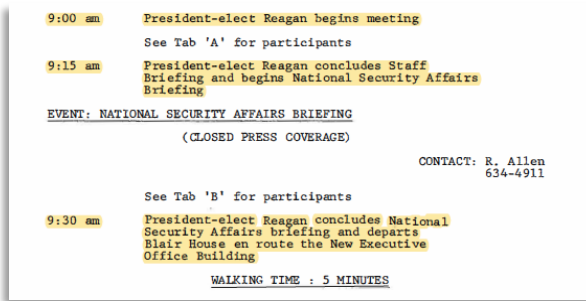 9:00 am President-elect Reagan begins meeting
See Tab 'A' for participants
9:15 am President-elect Reagan concludes Staff
Briefing and begins National Security Affairs
Briefing
EVENT: NATIONAL SECURITY AFFAIRS BRIEFING
(CLOSED PRESS COVERAGE)
CONTACT: R. Allen
634-4911
See Tab 'B' for participants
9:30 am President-elect Reagan concludes National
Security Affairs briefing and departs
Blair House en route the New Executive
Office Building
WALKING TIME : 5 MINUTES